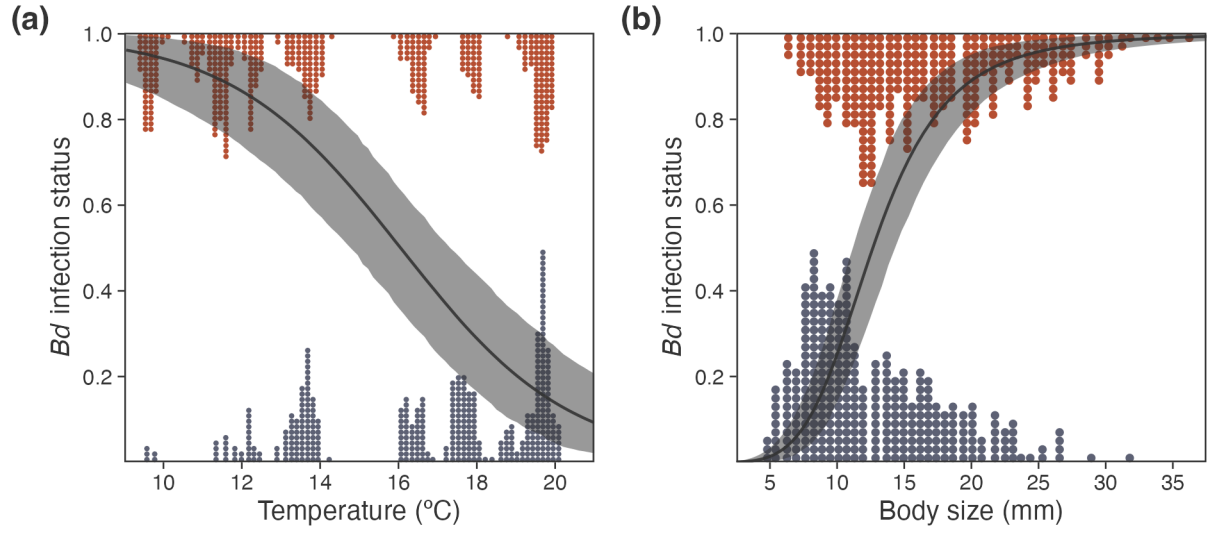 (a)
1.0
0.8
0.6
0.4
0.2
Bd infection status
10 12 14 16 18 20
Temperature (ºC)
(b)
1.0
0.8
0.6
0.4
0.2
Bd infection status
5 10 15 20 25 30 35
Body size (mm)